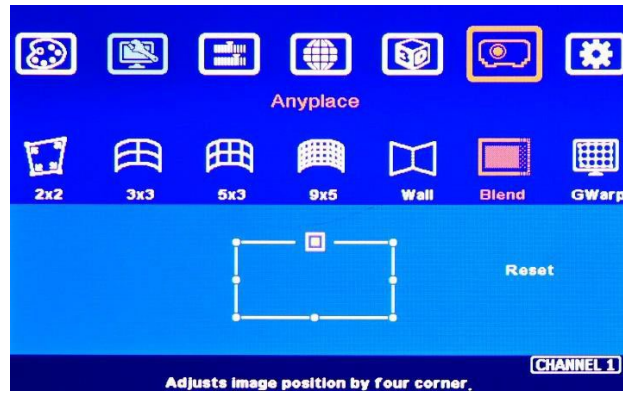 Anyplace
2x2 3x3 5x3 9x5 Wall Blend GWarp
Reset
CHANNEL 1
Adjusts image position by four corner.